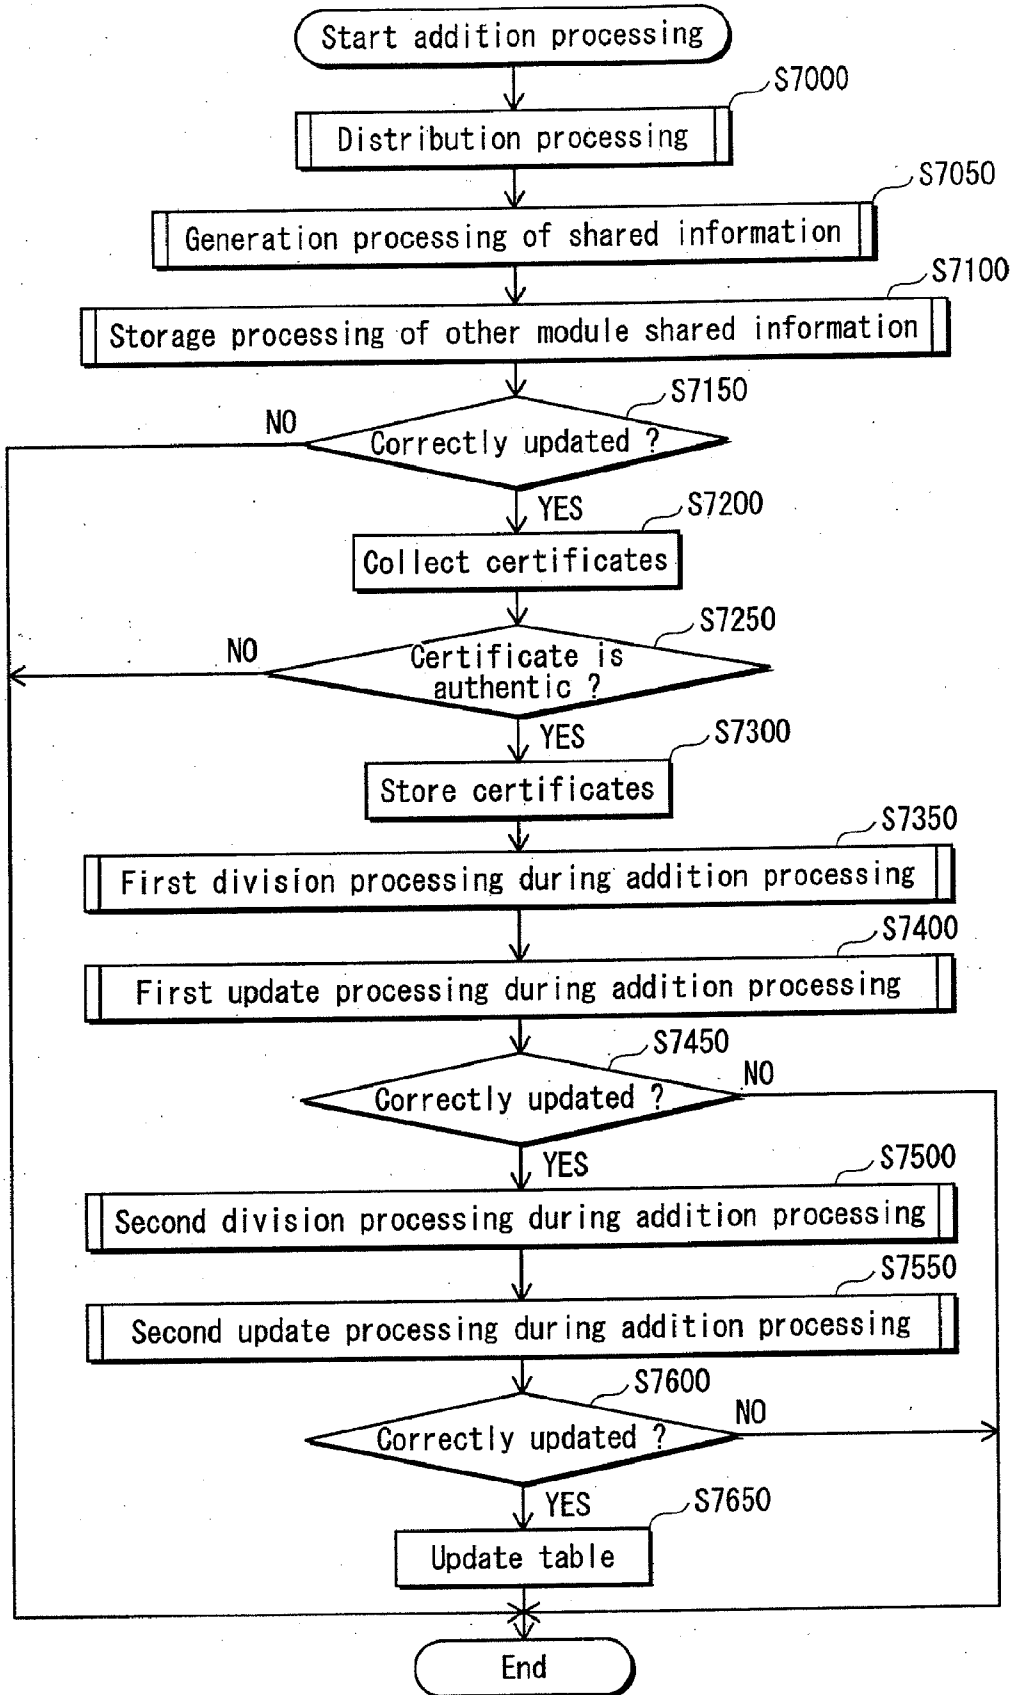 Start addition processing
S7000
Distribution processing
S7050
Generation processing of shared information
S7100
Storage processing of other module shared information
S7150
NO
Correctly updated ?
YES
S7200
Collect certificates
S7250
NO
Certificate is
authentic ?
YES
S7300
Store certificates
S7350
First division processing during addition processing
S7400
First update processing during addition processing
S7450
NO
Correctly updated ?
YES
S7500
Second division processing during addition processing
S7550
Second update processing during addition processing
S7600
NO
Correctly updated ?
YES
S7650
Update table
End